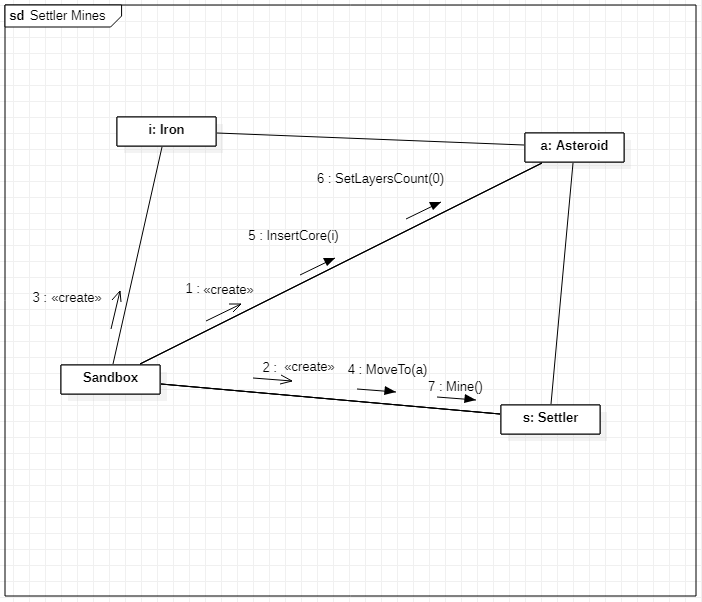 sd Settler Mines
i: Iron
a: Asteroid
6 : SetLayersCount(0)
5 : InsertCore(i)
1 : «create»
3 : «create»
2 : «create»
4 : MoveTo(a)
Sandbox
7 : Mine()
s: Settler